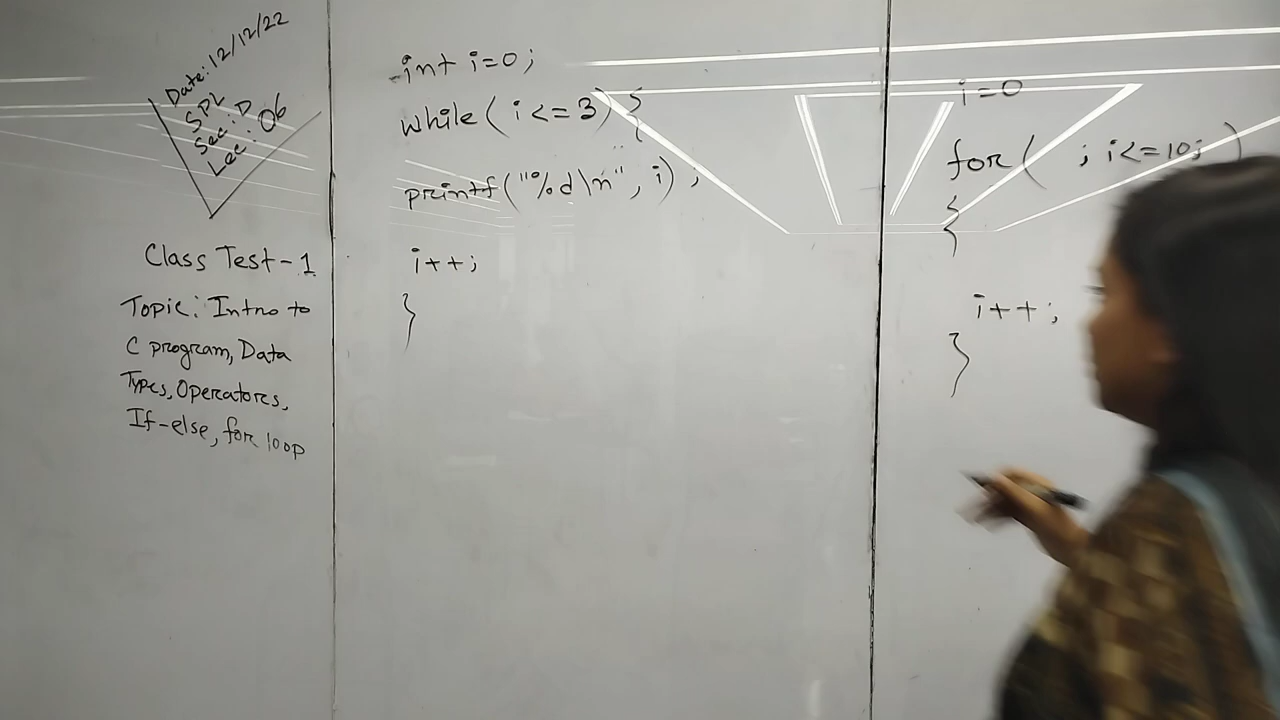 Date: 12/12/22
SPL
Sec: D
Lec: 06
Class Test-1
Topic: Intro to
C program, Data
Types, Operators,
If-else, for loop
int i=0;
while(i<=3){
printf("%d\n", i);
i++;
}
i=0
for( ; i<=10; )
{
i++;
}